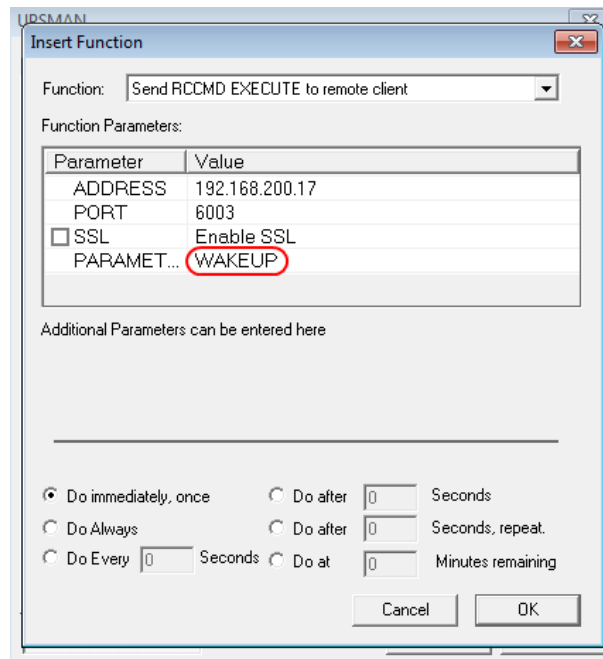 UPSMAN
Insert Function
Function: Send RCCMD EXECUTE to remote client
Function Parameters:
Parameter Value
ADDRESS 192.168.200.17
PORT 6003
SSL Enable SSL
PARAMET... WAKEUP
Additional Parameters can be entered here
Do immediately, once Do after 0 Seconds
Do Always Do after 0 Seconds, repeat.
Do Every 0 Seconds Do at 0 Minutes remaining
Cancel OK